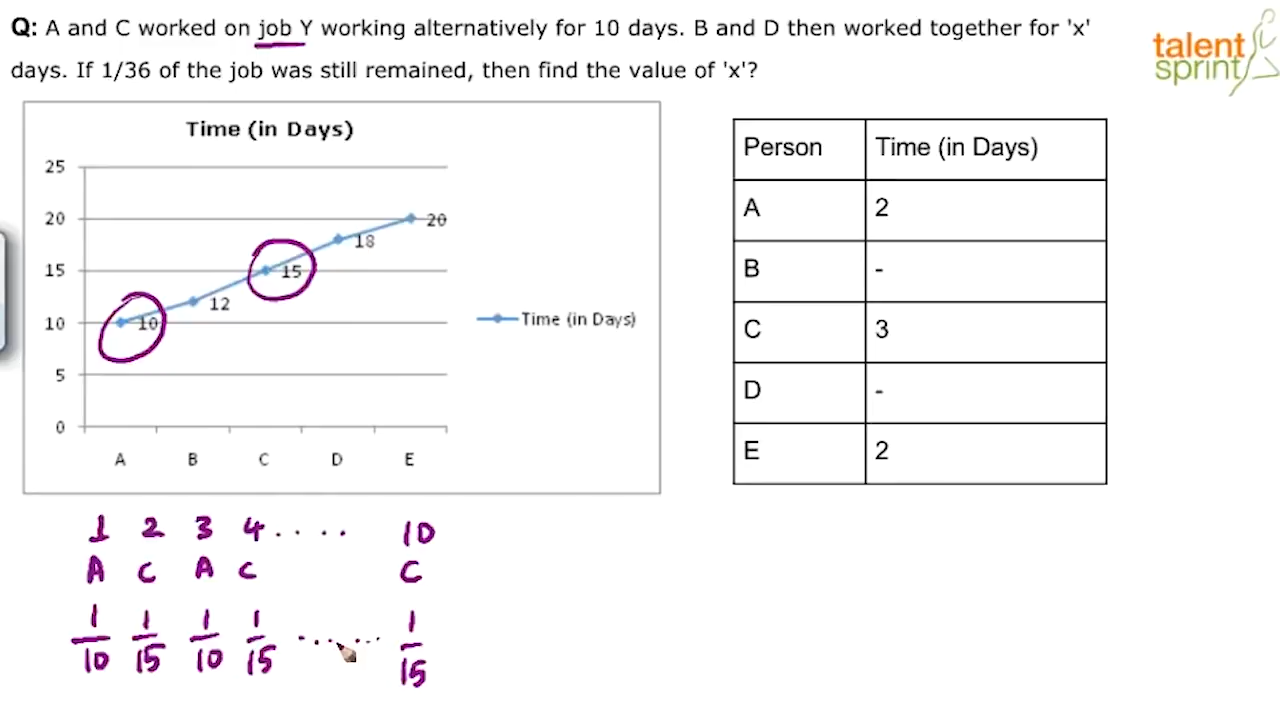 Q: A and C worked on job Y working alternatively for 10 days. B and D then worked together for 'x'
days. If 1/36 of the job was still remained, then find the value of 'x'?
talent
sprint
Time (in Days)
25
20
15
10
5
0
10
12
15
18
20
A B C D E
Time (in Days)
Person Time (in Days)
A 2
B -
C 3
D -
E 2
1 2 3 4 . . . . 10
A C A C C
1/10 1/15 1/10 1/15 ...... 1/15